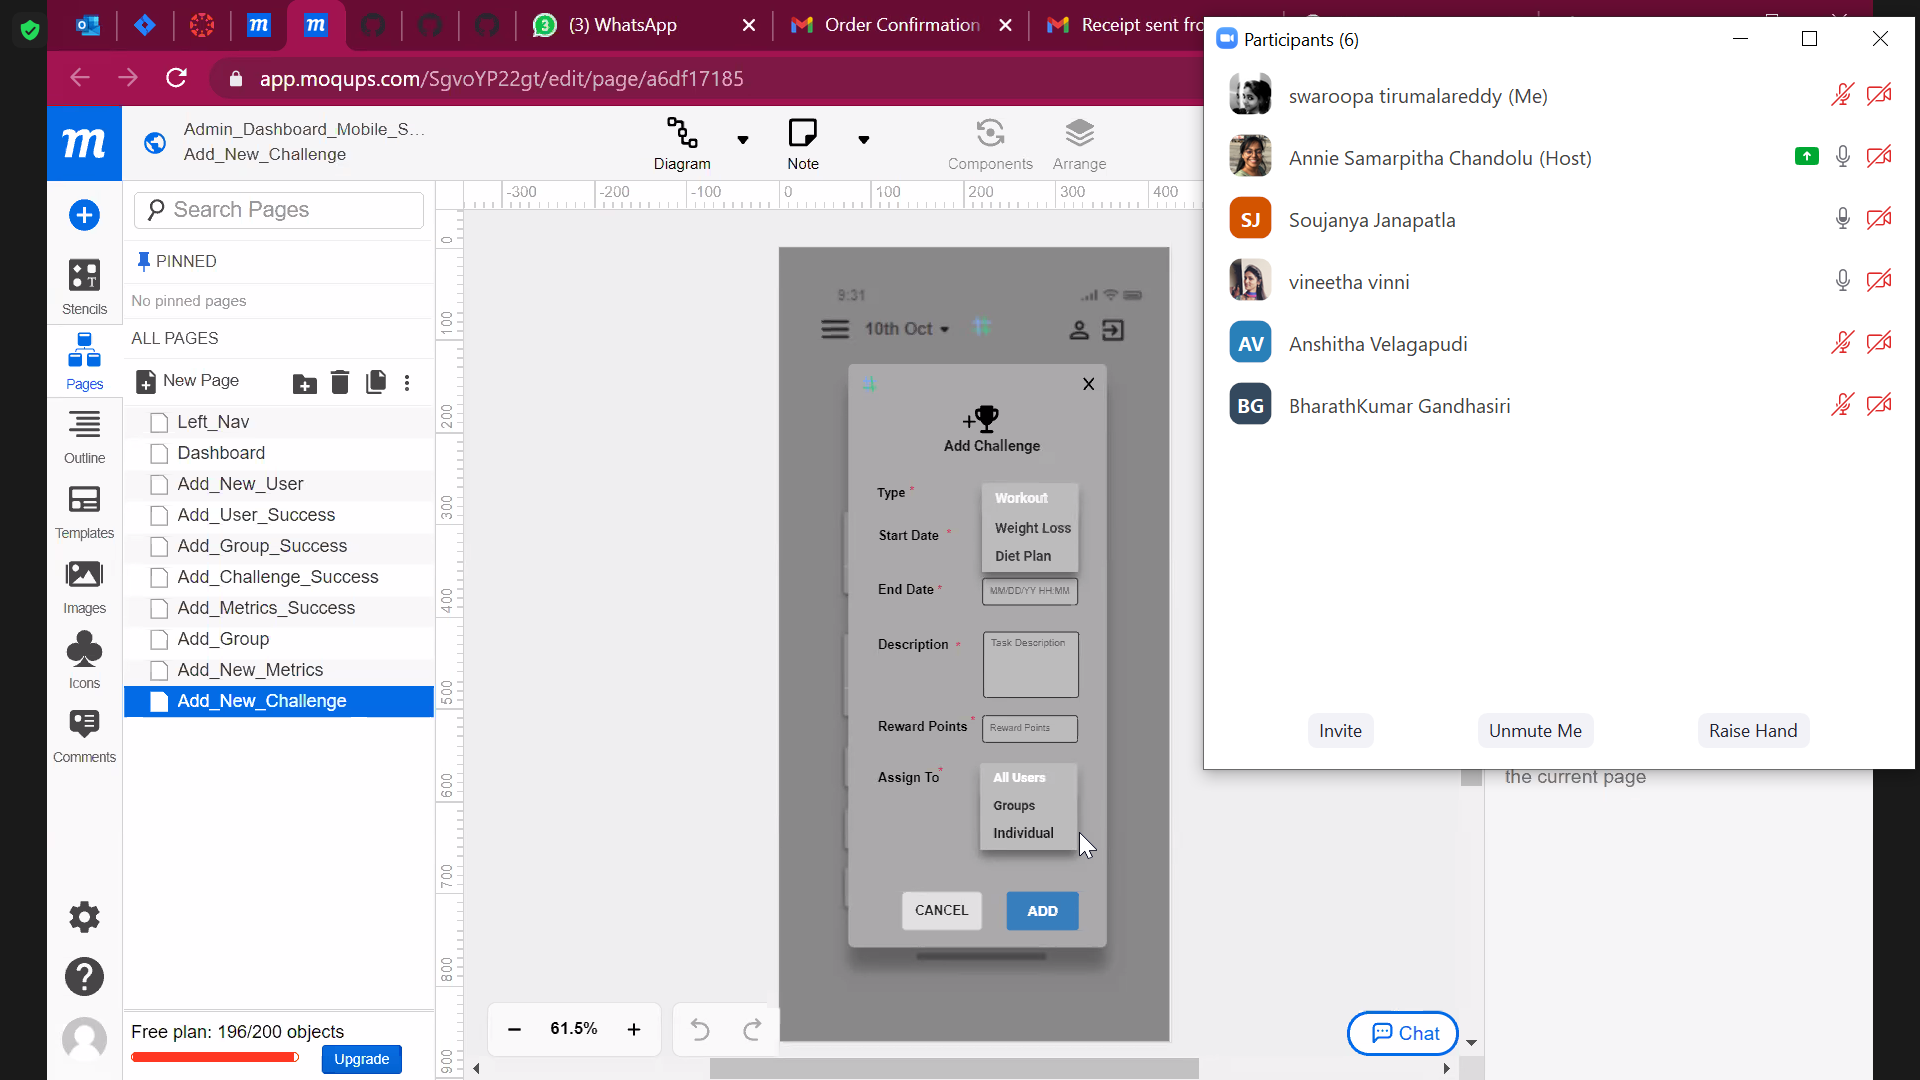 (3) WhatsApp
Order Confirmation
Receipt sent fro
app.moqups.com/SgvoYP22gt/edit/page/a6df17185
m
Admin_Dashboard_Mobile_S...
Add_New_Challenge
Diagram
Note
Components
Arrange
Search Pages
PINNED
No pinned pages
ALL PAGES
New Page
Left_Nav
Dashboard
Add_New_User
Add_User_Success
Add_Group_Success
Add_Challenge_Success
Add_Metrics_Success
Add_Group
Add_New_Metrics
Add_New_Challenge
Stencils
Pages
Outline
Templates
Images
Icons
Comments
Free plan: 196/200 objects
Upgrade
-300 -200 -100 0 100 200 300 400
0 100 200 300 400 500 600 700 800 900
9:31
10th Oct
X
Add Challenge
Type *
Workout
Weight Loss
Diet Plan
Start Date *
End Date *
MM/DD/YY HH:MM
Description *
Task Description
Reward Points *
Reward Points
Assign To *
All Users
Groups
Individual
CANCEL
ADD
61.5%
Chat
the current page
Participants (6)
swaroopa tirumalareddy (Me)
Annie Samarpitha Chandolu (Host)
SJ
Soujanya Janapatla
vineetha vinni
AV
Anshitha Velagapudi
BG
BharathKumar Gandhasiri
Invite
Unmute Me
Raise Hand